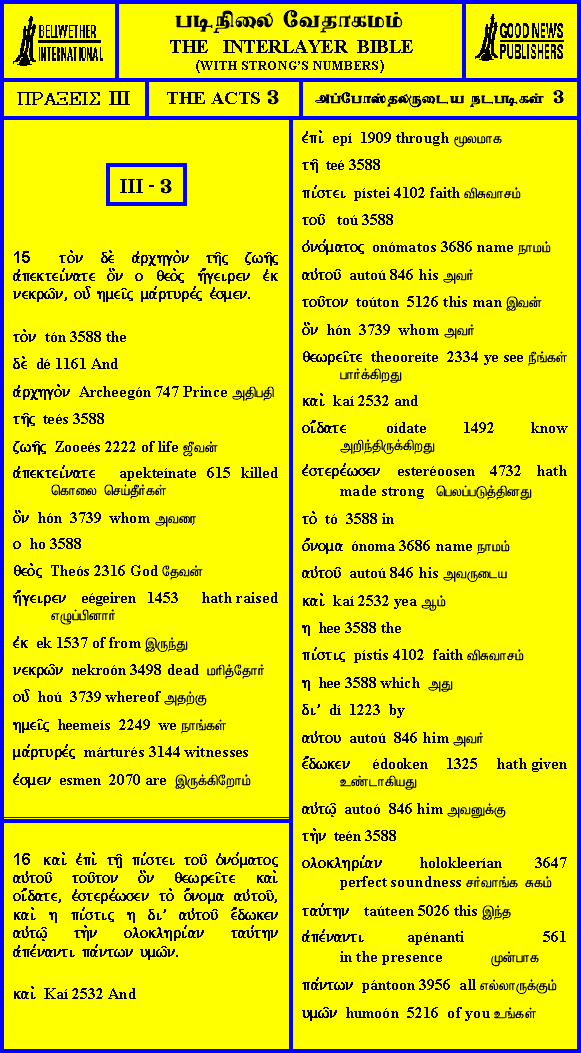 BELLWETHER
INTERNATIONAL
படிநிலை வேதாகமம்
THE INTERLAYER BIBLE
(WITH STRONG'S NUMBERS)
GOOD NEWS
PUBLISHERS
ΠΡΑΞΕΙΣ III
THE ACTS 3
அப்போஸ்தலருடைய நடபடிகள் 3
III - 3
15 τὸν δὲ ἀρχηγὸν τῆς ζωῆς
ἀπεκτείνατε ὃν ο θεὸς ἤγειρεν ἐκ
νεκρῶν, οὗ ημεῖς μάρτυρές ἐσμεν.
τὸν tón 3588 the
δὲ dé 1161 And
ἀρχηγὸν Archeegón 747 Prince அதிபதி
τῆς teés 3588
ζωῆς Zooeés 2222 of life ஜீவன்
ἀπεκτείνατε apekteínate 615 killed
கொலை செய்தீர்கள்
ὃν hón 3739 whom அவரை
ο ho 3588
θεὸς Theós 2316 God தேவன்
ἤγειρεν eégeiren 1453 hath raised
எழுப்பினார்
ἐκ ek 1537 of from இருந்து
νεκρῶν nekroón 3498 dead மரித்தோர்
οὗ hoú 3739 whereof அதற்கு
ημεῖς heemeís 2249 we நாங்கள்
μάρτυρές márturés 3144 witnesses
ἐσμεν esmen 2070 are இருக்கிறோம்
16 καὶ ἐπὶ τῇ πίστει τοῦ ὀνόματος
αὐτοῦ τοῦτον ὃν θεωρεῖτε καὶ
οἴδατε, ἐστερέωσεν τὸ ὄνομα αὐτοῦ,
καὶ η πίστις η δι' αὐτοῦ ἔδωκεν
αὐτῷ τὴν ολοκληρίαν ταύτην
ἀπέναντι πάντων υμῶν.
καὶ Kaí 2532 And
ἐπὶ epí 1909 through மூலமாக
τῇ teé 3588
πίστει pístei 4102 faith விசுவாசம்
τοῦ toú 3588
ὀνόματος onómatos 3686 name நாமம்
αὐτοῦ autoú 846 his அவர்
τοῦτον toúton 5126 this man இவன்
ὃν hón 3739 whom அவர்
θεωρεῖτε theooreíte 2334 ye see நீங்கள்
பார்க்கிறது
καὶ kaí 2532 and
οἴδατε oídate 1492 know
அறிந்திருக்கிறது
ἐστερέωσεν esteréoosen 4732 hath
made strong பெலப்படுத்தினது
τὸ tó 3588 in
ὄνομα ónoma 3686 name நாமம்
αὐτοῦ autoú 846 his அவருடைய
καὶ kaí 2532 yea ஆம்
η hee 3588 the
πίστις pístis 4102 faith விசுவாசம்
η hee 3588 which அது
δι' dí 1223 by
αὐτου autoú 846 him அவர்
ἔδωκεν édooken 1325 hath given
உண்டாகியது
αὐτῷ autoó 846 him அவனுக்கு
τὴν teén 3588
ολοκληρίαν holokleerían 3647
perfect soundness சர்வாங்க சுகம்
ταύτην taúteen 5026 this இந்த
ἀπέναντι apénanti 561
in the presence முன்பாக
πάντων pántoon 3956 all எல்லாருக்கும்
υμῶν humoón 5216 of you உங்கள்